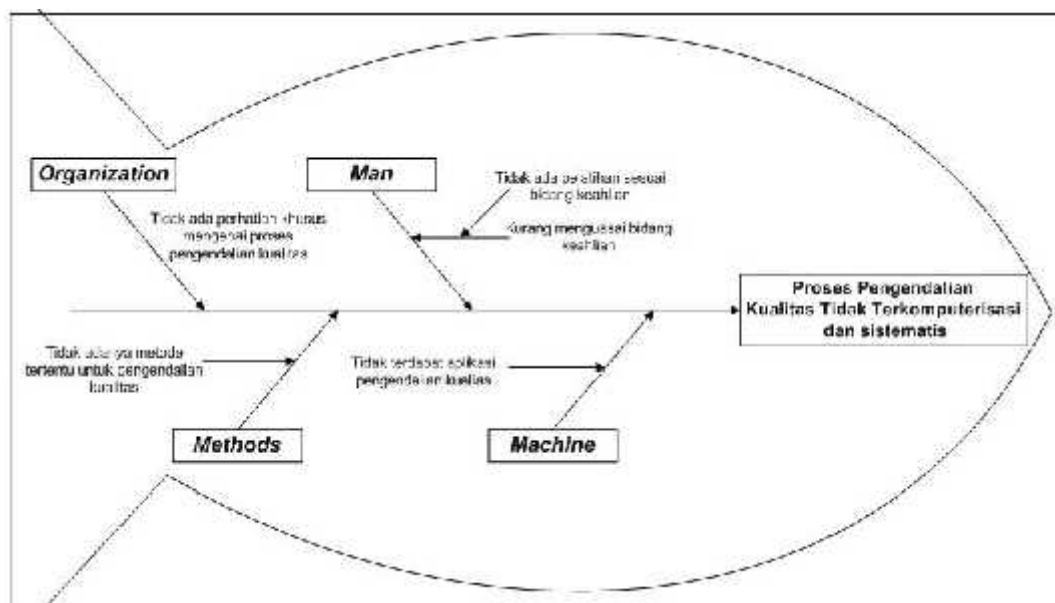 Organization
Man
Tidak ada pelatihan sesuai
bidang keahlian
Tidak ada perhatian khusus
mengenai proses
pengendalian kualitas
Kurang menguasai bidang
keahlian
Proses Pengendalian
Kualitas Tidak Terkomputerisasi
dan sistematis
Tidak adanya metode
tertentu untuk pengendalian
kualitas
Tidak terdapat aplikasi
pengendalian kualitas
Methods
Machine